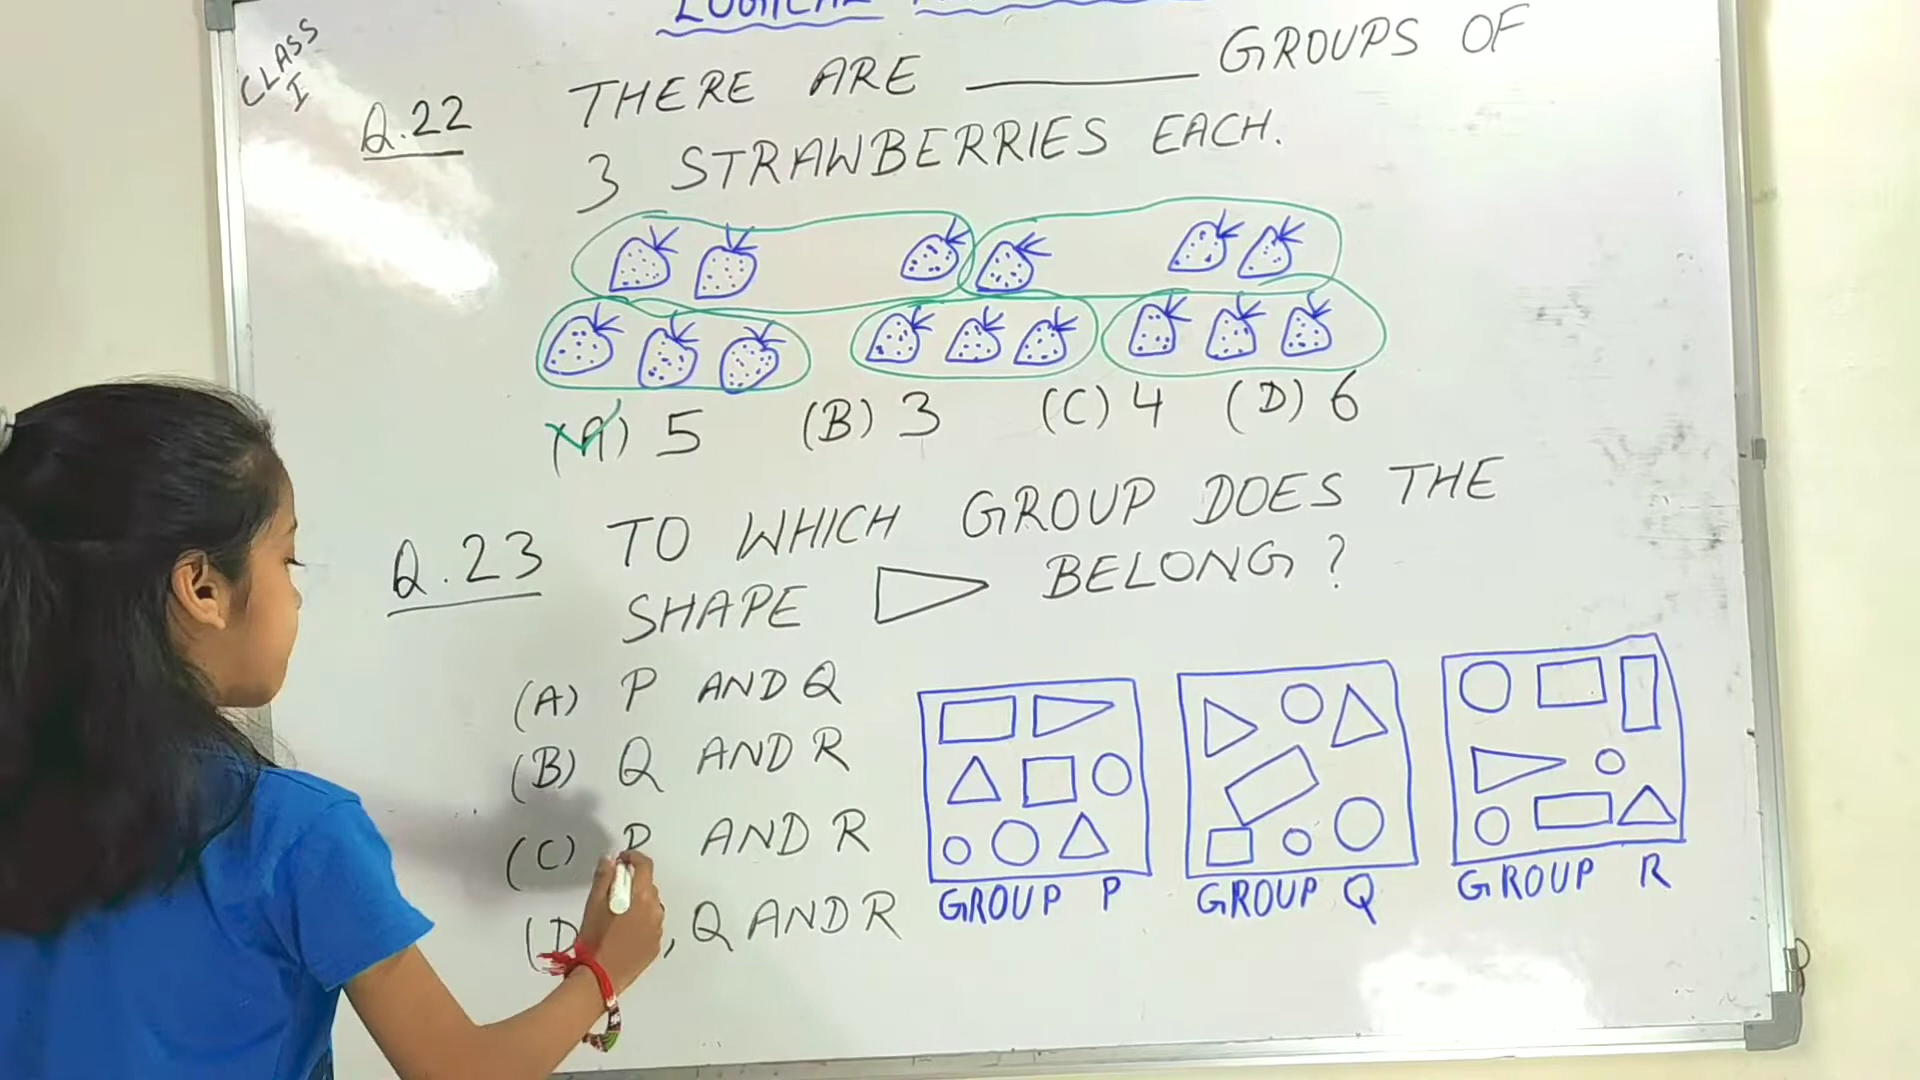 LOGICAL
CLASS
I
Q.22 THERE ARE ________ GROUPS OF
3 STRAWBERRIES EACH.
(A) 5 (B) 3 (C) 4 (D) 6
Q.23 TO WHICH GROUP DOES THE
SHAPE BELONG?
(A) P AND Q
(B) Q AND R
(C) P AND R
(D , Q AND R
GROUP P GROUP Q GROUP R